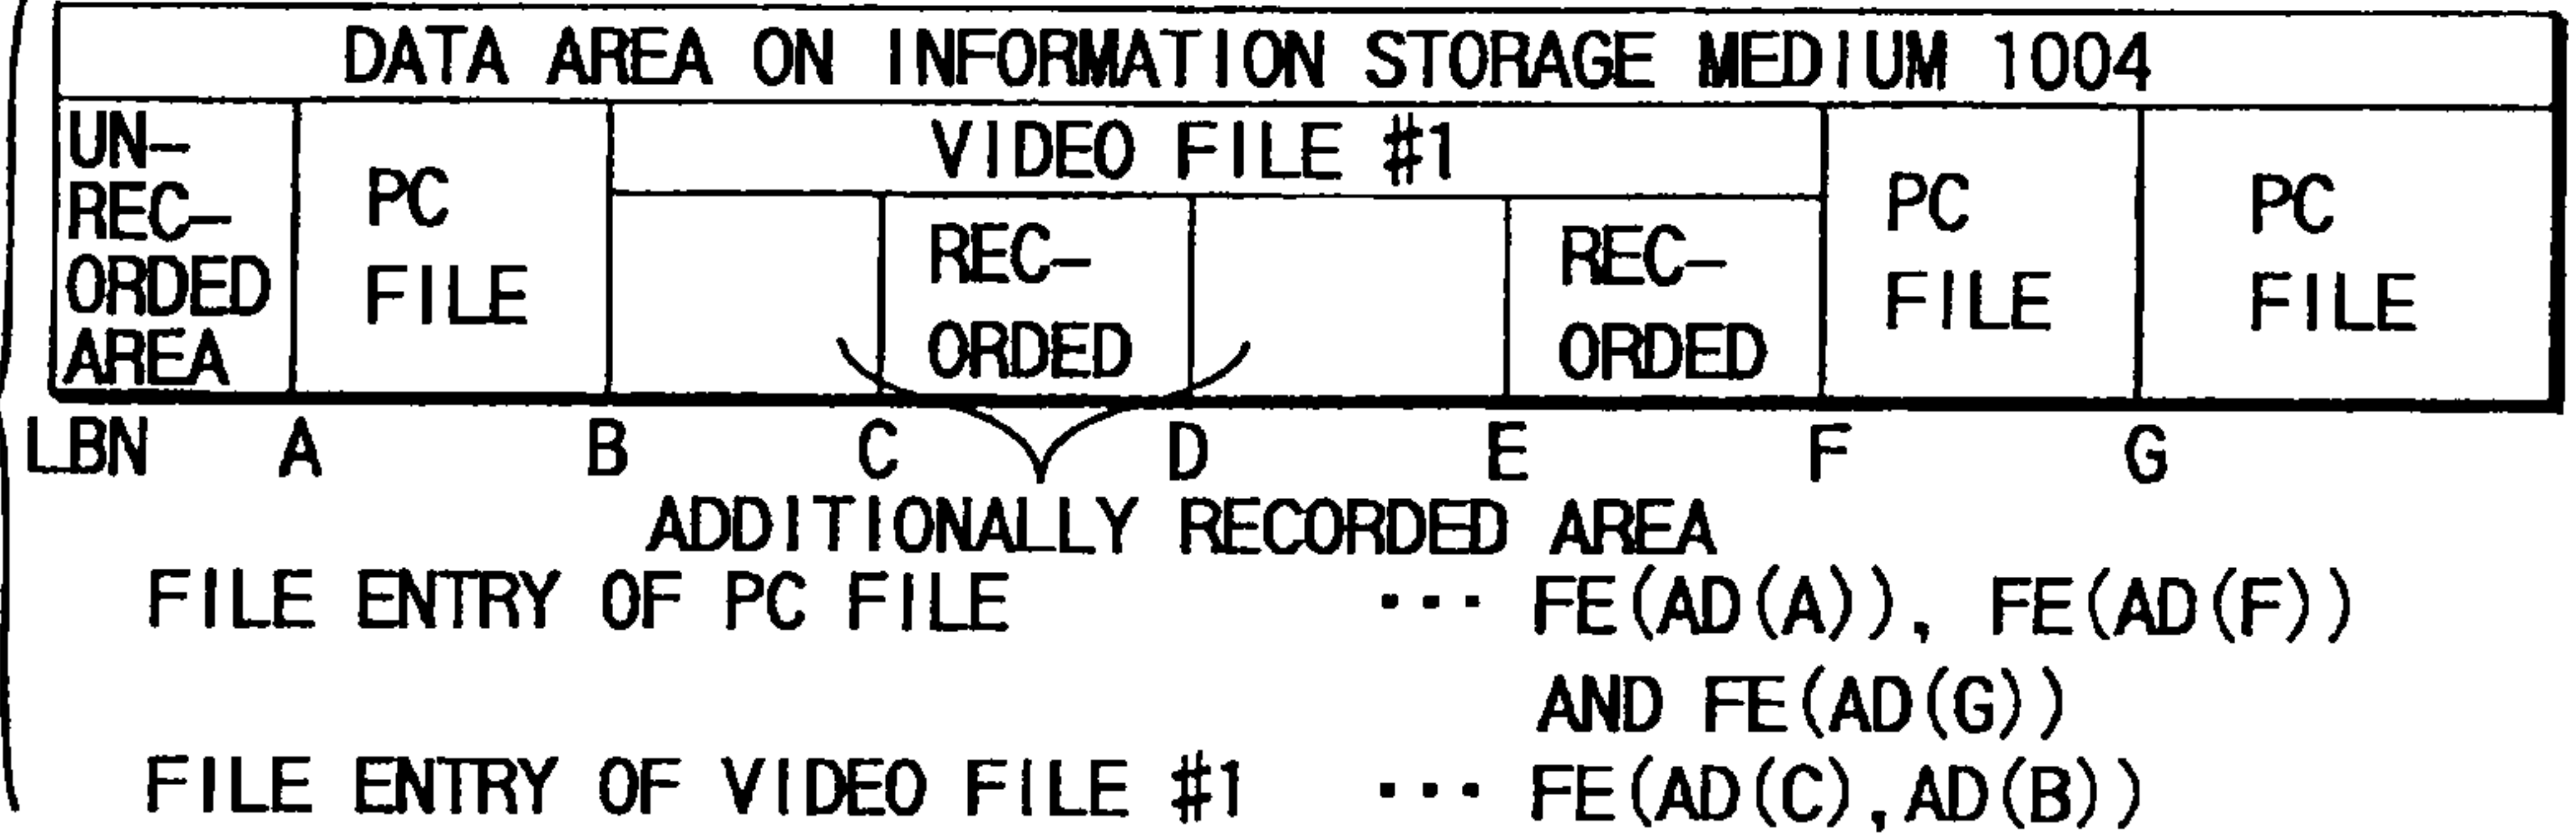 DATA AREA ON INFORMATION STORAGE MEDIUM 1004
UN-
REC-
ORDED
AREA
PC
FILE
VIDEO FILE #1
REC-
ORDED
REC-
ORDED
PC
FILE
PC
FILE
LBN A B C D E F G
ADDITIONALLY RECORDED AREA
FILE ENTRY OF PC FILE ··· FE(AD(A)), FE(AD(F))
AND FE(AD(G))
FILE ENTRY OF VIDEO FILE #1 ··· FE(AD(C),AD(B))